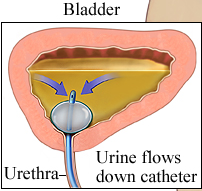 Bladder
Urethra
Urine flows
down catheter